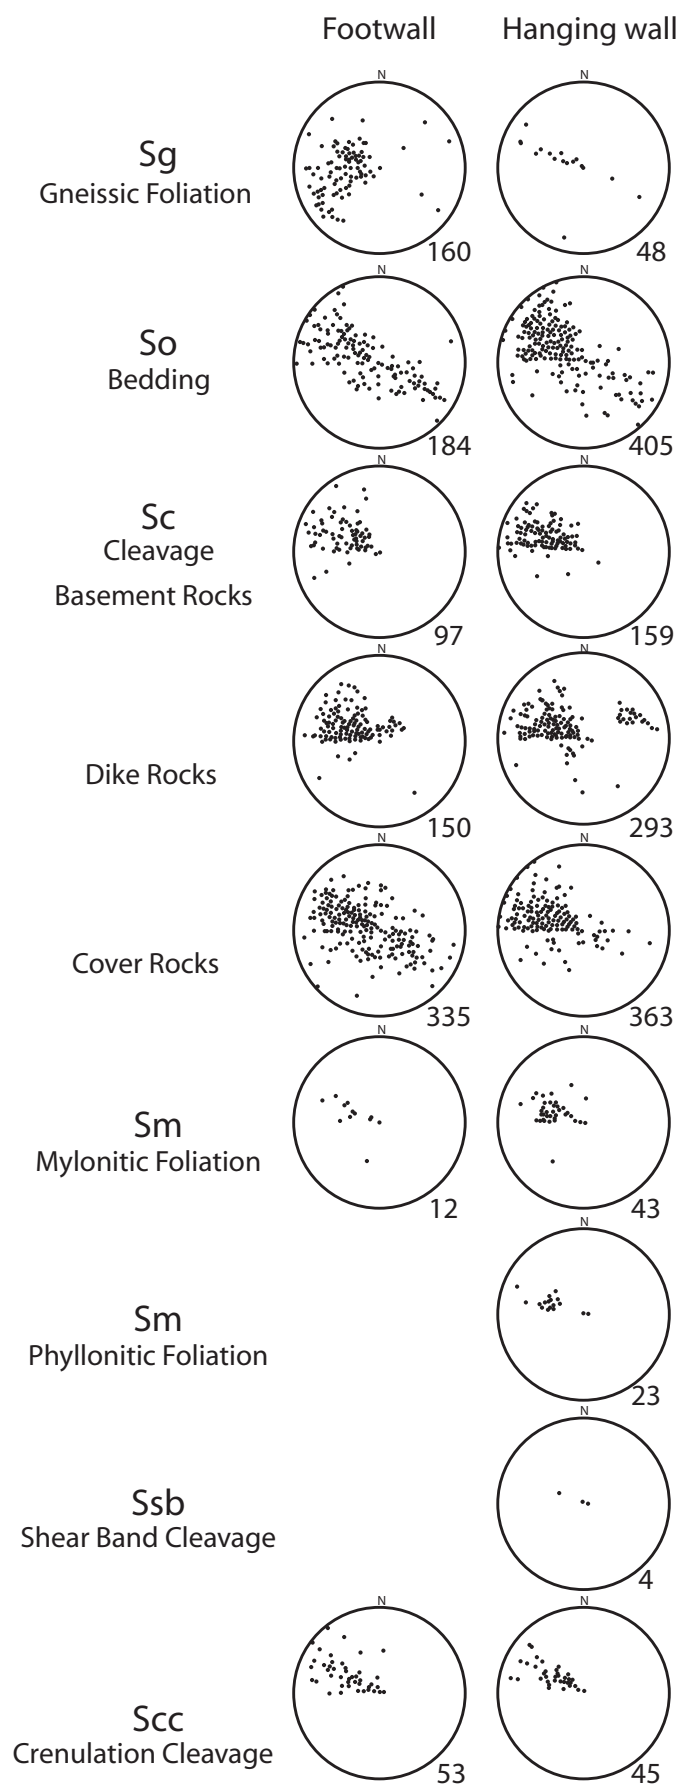 Footwall Hanging wall
N N
Sg
Gneissic Foliation
160 48
N N
So
Bedding
184 405
N N
Sc
Cleavage
Basement Rocks
97 159
N N
Dike Rocks
150 293
N N
Cover Rocks
335 363
N N
Sm
Mylonitic Foliation
12 43
N
Sm
Phyllonitic Foliation
23
N
Ssb
Shear Band Cleavage
4
N N
Scc
Crenulation Cleavage
53 45